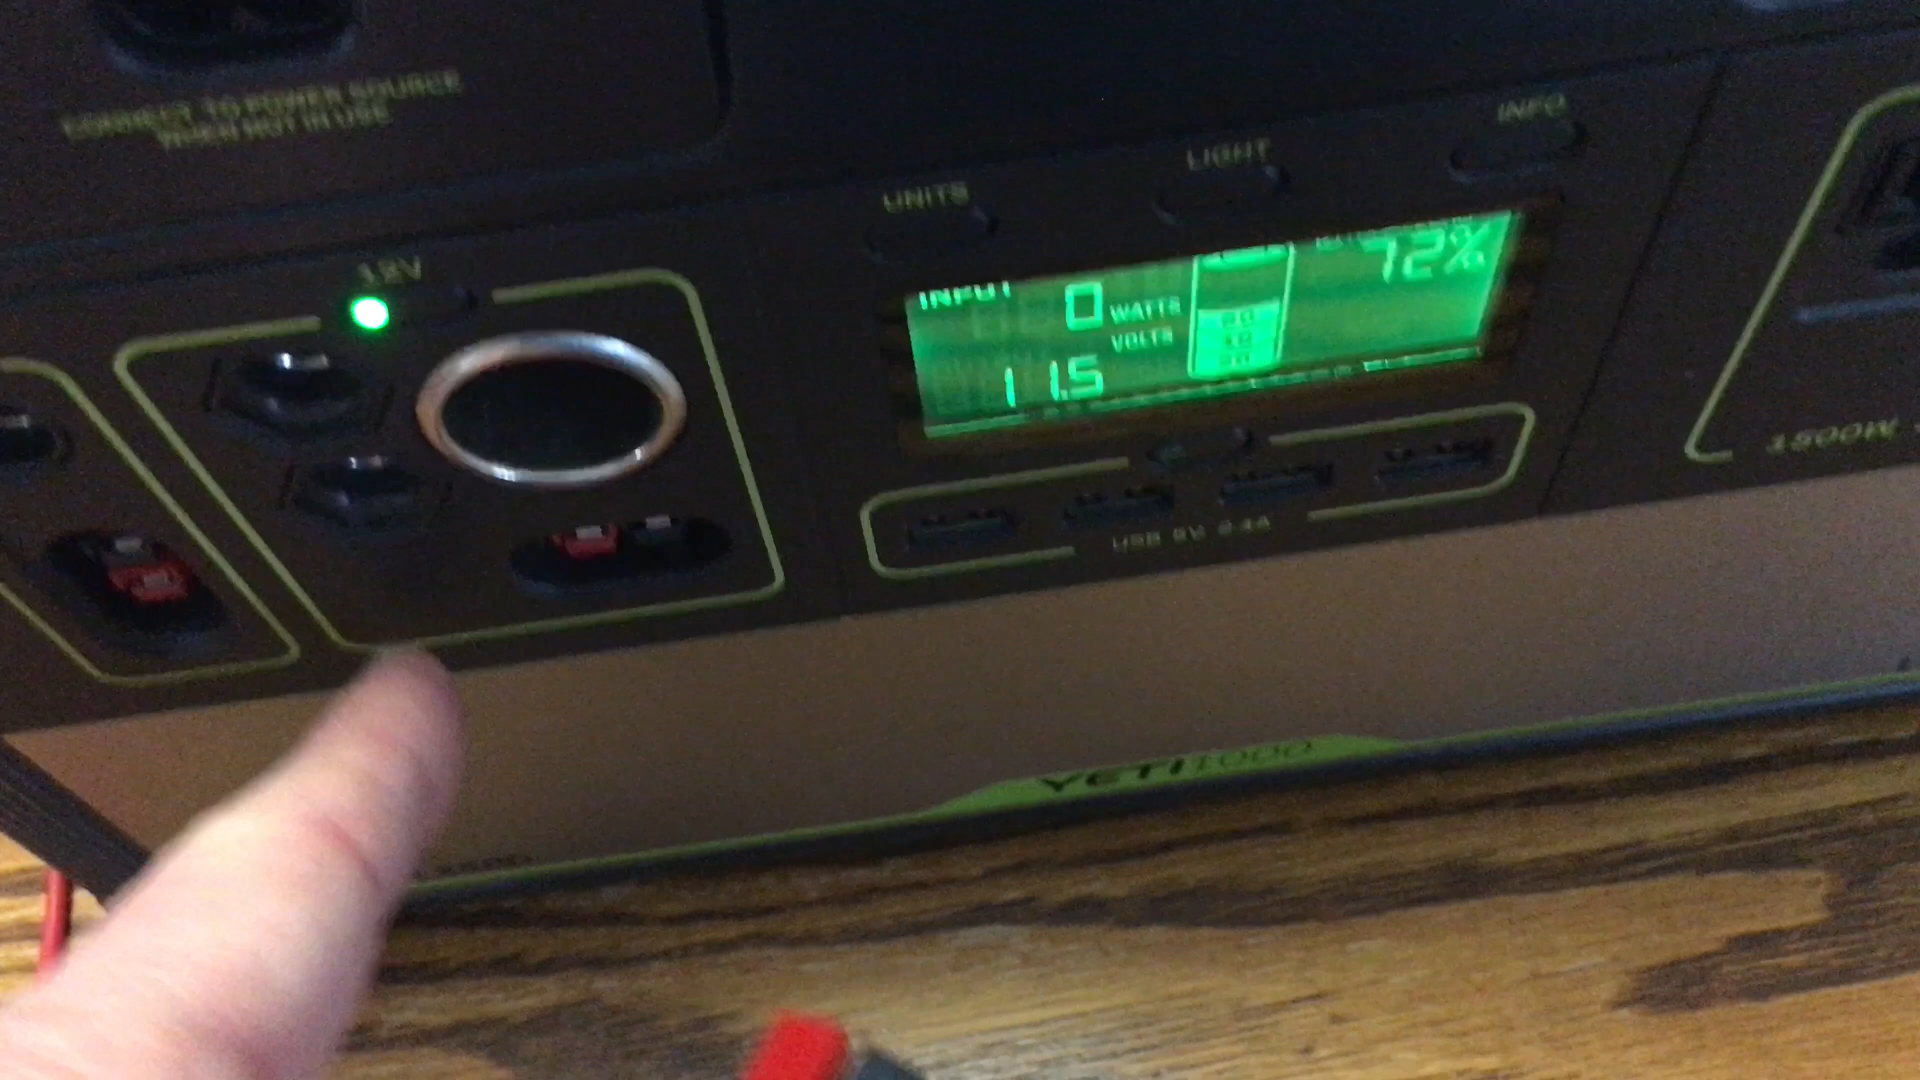 CONNECT TO POWER SOURCE
WHEN NOT IN USE
12V
UNITS
LIGHT
INFO
INPUT
0 WATTS
VOLTS
11.5
72%
USB 5V 2.4A
1500W
YETI 1000